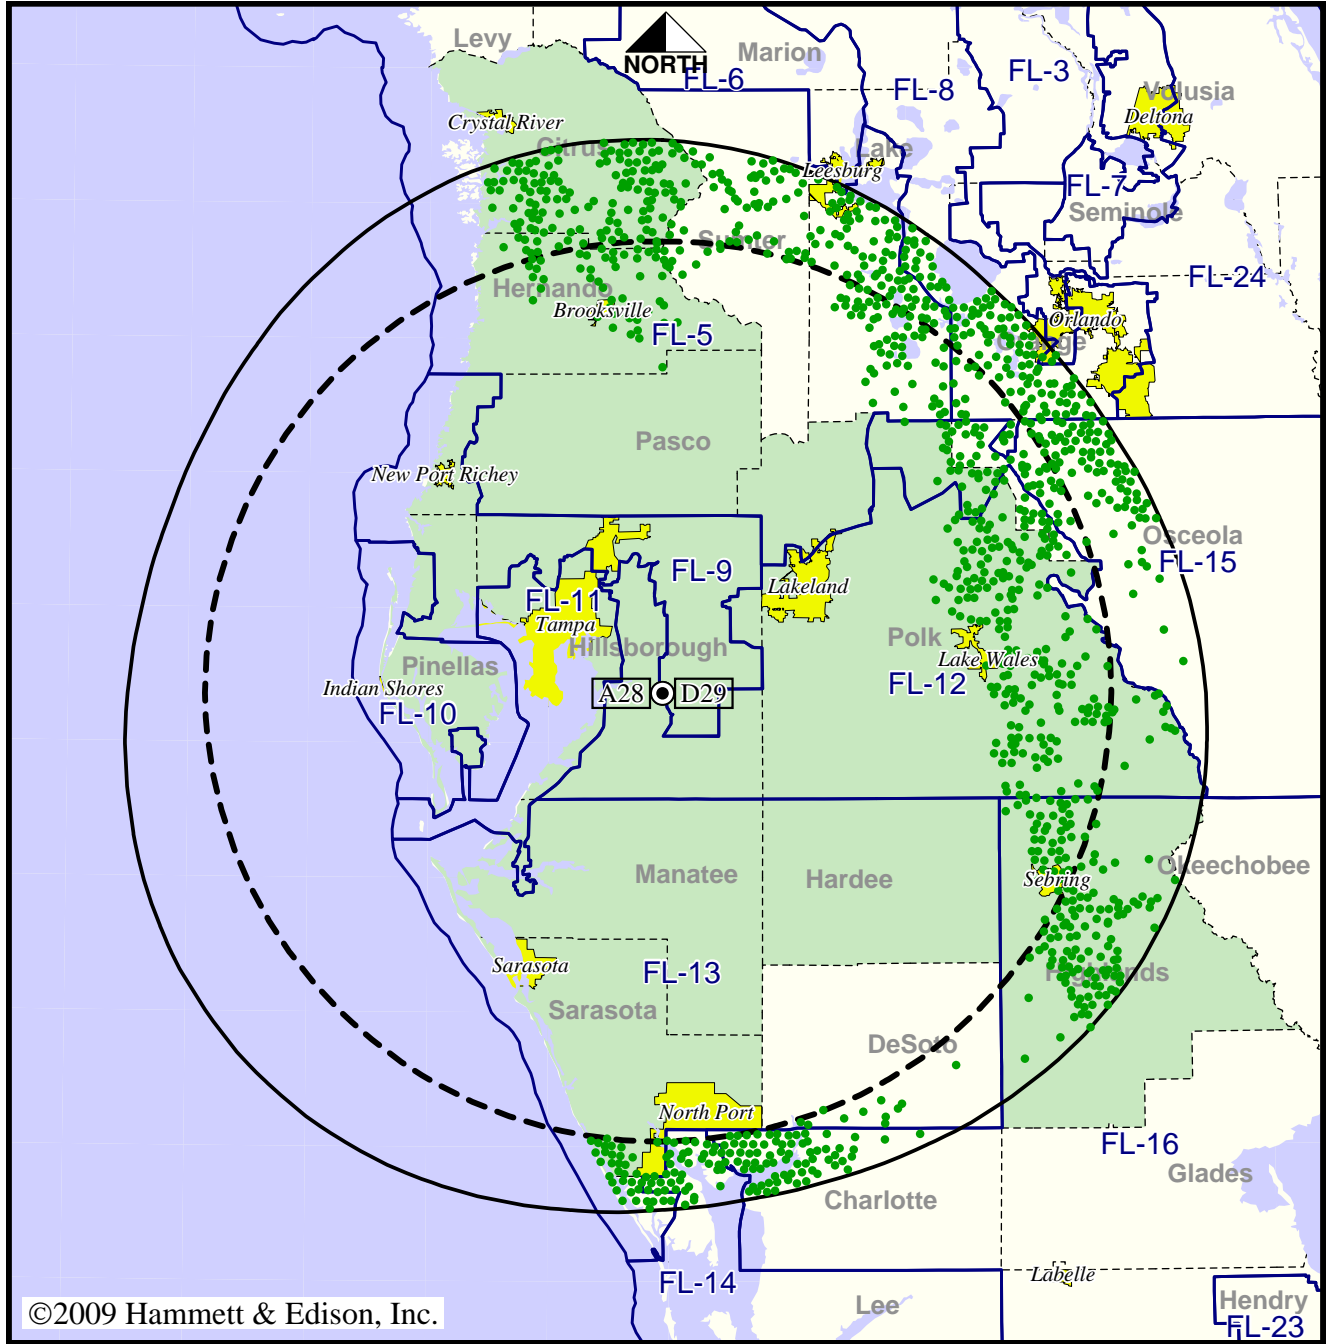 Levy
NORTH
Marion
FL-6
FL-3
FL-8
Volusia
Deltona
Crystal River
Citrus
Lake
Leesburg
FL-7
Seminole
Sumter
FL-24
Hernando
Brooksville
FL-5
Orlando
Orange
Pasco
New Port Richey
Osceola
FL-15
FL-9
Lakeland
FL-11
Tampa
Hillsborough
Polk
Pinellas
Lake Wales
Indian Shores
FL-10
A28
D29
FL-12
Manatee
Hardee
Okeechobee
Sebring
Sarasota
FL-13
Highlands
Sarasota
DeSoto
North Port
FL-16
Glades
Charlotte
FL-14
Labelle
Lee
Hendry
FL-23
©2009 Hammett & Edison, Inc.